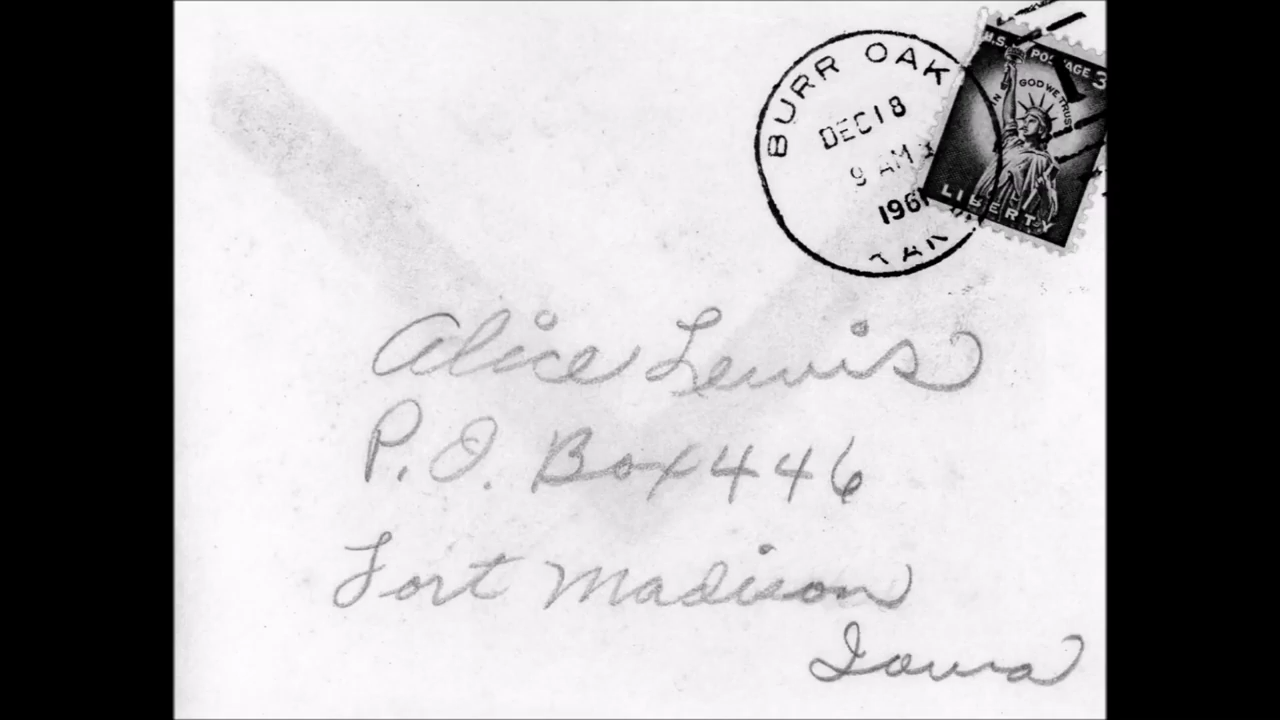 BURR OAK
DEC 18
9 AM
1961
KAN
U.S. POSTAGE 3
IN GOD WE TRUST
LIBERTY
Alice Lewis
P.O. Box 446
Fort Madison
Iowa